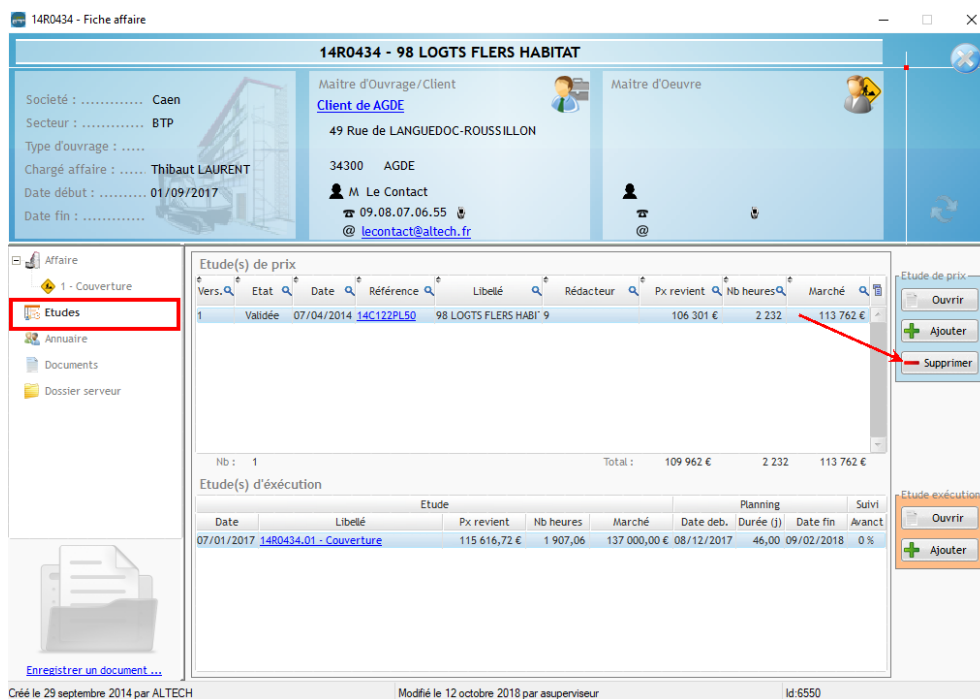 14R0434 - Fiche affaire
14R0434 - 98 LOGTS FLERS HABITAT
Societé : ............. Caen
Secteur : ............. BTP
Type d'ouvrage : .....
Chargé affaire : ...... Thibaut LAURENT
Date début : .......... 01/09/2017
Date fin : .............
Maître d'Ouvrage/Client
Client de AGDE
49 Rue de LANGUEDOC-ROUSSILLON
34300 AGDE
M Le Contact
09.08.07.06.55
@ lecontact@altech.fr
Maître d'Oeuvre
@
Affaire
1 - Couverture
Etudes
Annuaire
Documents
Dossier serveur
Enregistrer un document ...
Etude(s) de prix
Vers. Etat Date Référence Libellé Rédacteur Px revient Nb heures Marché
1 Validée 07/04/2014 14C122PL50 98 LOGTS FLERS HABI' 9 106 301 € 2 232 113 762 €
Nb : 1 Total : 109 962 € 2 232 113 762 €
Etude de prix
Ouvrir
Ajouter
Supprimer
Etude(s) d'éxécution
Etude Planning Suivi
Date Libellé Px revient Nb heures Marché Date deb. Durée (j) Date fin Avanct
07/01/2017 14R0434.01 - Couverture 115 616,72 € 1 907,06 137 000,00 € 08/12/2017 46,00 09/02/2018 0 %
Etude exécution
Ouvrir
Ajouter
Créé le 29 septembre 2014 par ALTECH Modifié le 12 octobre 2018 par asuperviseur Id:6550